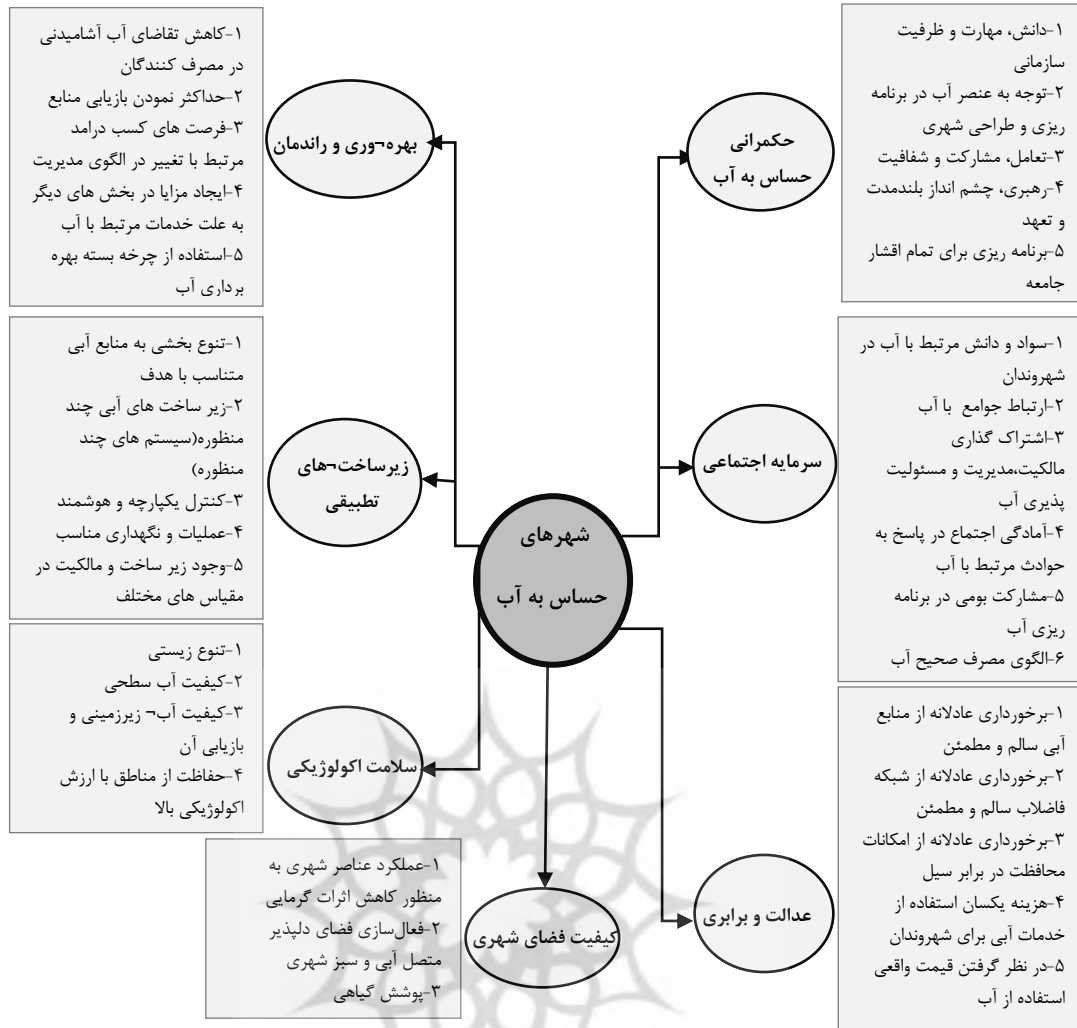 ۱-دانش، مهارت و ظرفیت
سازمانی
۲-توجه به عنصر آب در برنامه
ریزی و طراحی شهری
۳-تعامل، مشارکت و شفافیت
۴-رهبری، چشم انداز بلندمدت
و تعهد
۵-برنامه ریزی برای تمام اقشار
جامعه
حکمرانی
حساس به آب
بهره¬وری و راندمان
۱-کاهش تقاضای آب آشامیدنی
در مصرف کنندگان
۲-حداکثر نمودن بازیابی منابع
۳-فرصت های کسب درامد
مرتبط با تغییر در الگوی مدیریت
۴-ایجاد مزایا در بخش های دیگر
به علت خدمات مرتبط با آب
۵-استفاده از چرخه بسته بهره
برداری آب
۱-سواد و دانش مرتبط با آب در
شهروندان
۲-ارتباط جوامع با آب
۳-اشتراک گذاری
مالکیت،مدیریت و مسئولیت
پذیری آب
۴-آمادگی اجتماع در پاسخ به
حوادث مرتبط با آب
۵-مشارکت بومی در برنامه
ریزی آب
۶-الگوی مصرف صحیح آب
سرمایه اجتماعی
زیرساخت¬های
تطبیقی
۱-تنوع بخشی به منابع آبی
متناسب با هدف
۲-زیر ساخت های آبی چند
منظوره(سیستم های چند
منظوره)
۳-کنترل یکپارچه و هوشمند
۴-عملیات و نگهداری مناسب
۵-وجود زیر ساخت و مالکیت در
مقیاس های مختلف
شهرهای
حساس به آب
۱-برخورداری عادلانه از منابع
آبی سالم و مطمئن
۲-برخورداری عادلانه از شبکه
فاضلاب سالم و مطمئن
۳-برخورداری عادلانه از امکانات
محافظت در برابر سیل
۴-هزینه یکسان استفاده از
خدمات آبی برای شهروندان
۵-در نظر گرفتن قیمت واقعی
استفاده از آب
عدالت و برابری
سلامت اکولوژیکی
۱-تنوع زیستی
۲-کیفیت آب سطحی
۳-کیفیت آب¬ زیرزمینی و
بازیابی آن
۴-حفاظت از مناطق با ارزش
اکولوژیکی بالا
کیفیت فضای شهری
۱-عملکرد عناصر شهری به
منظور کاهش اثرات گرمایی
۲-فعال‌سازی فضای دلپذیر
متصل آبی و سبز شهری
۳-پوشش گیاهی